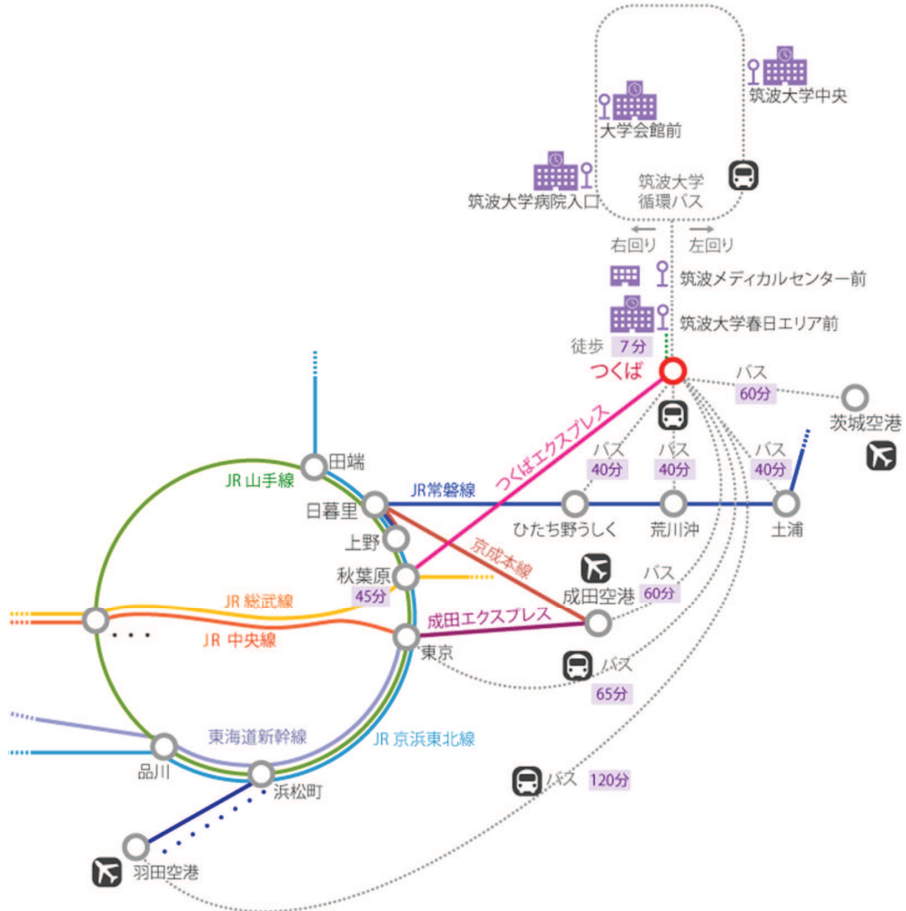 筑波大学中央
大学会館前
筑波大学病院入口
筑波大学
循環バス
右回り
左回り
筑波メディカルセンター前
筑波大学春日エリア前
徒歩 7分
つくば
バス
60分
茨城空港
つくばエクスプレス
バス
40分
バス
40分
バス
40分
田端
JR 山手線
日暮里
JR常磐線
ひたち野うしく
荒川沖
土浦
上野
京成本線
秋葉原
45分
成田空港
バス
60分
JR 総武線
成田エクスプレス
JR 中央線
東京
バス
65分
東海道新幹線
JR 京浜東北線
品川
浜松町
バス 120分
羽田空港